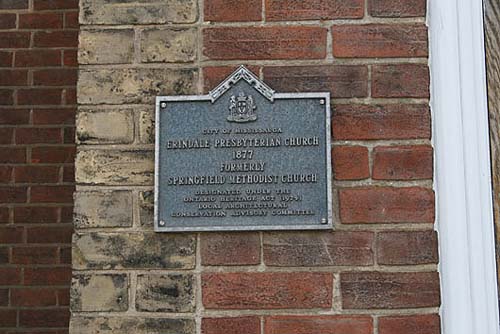 CITY OF MISSISSAUGA
ERINDALE PRESBYTERIAN CHURCH
1877
FORMERLY
SPRINGFIELD METHODIST CHURCH
DESIGNATED UNDER THE
ONTARIO HERITAGE ACT (1974)
LOCAL ARCHITECTURAL
CONSERVATION ADVISORY COMMITTEE